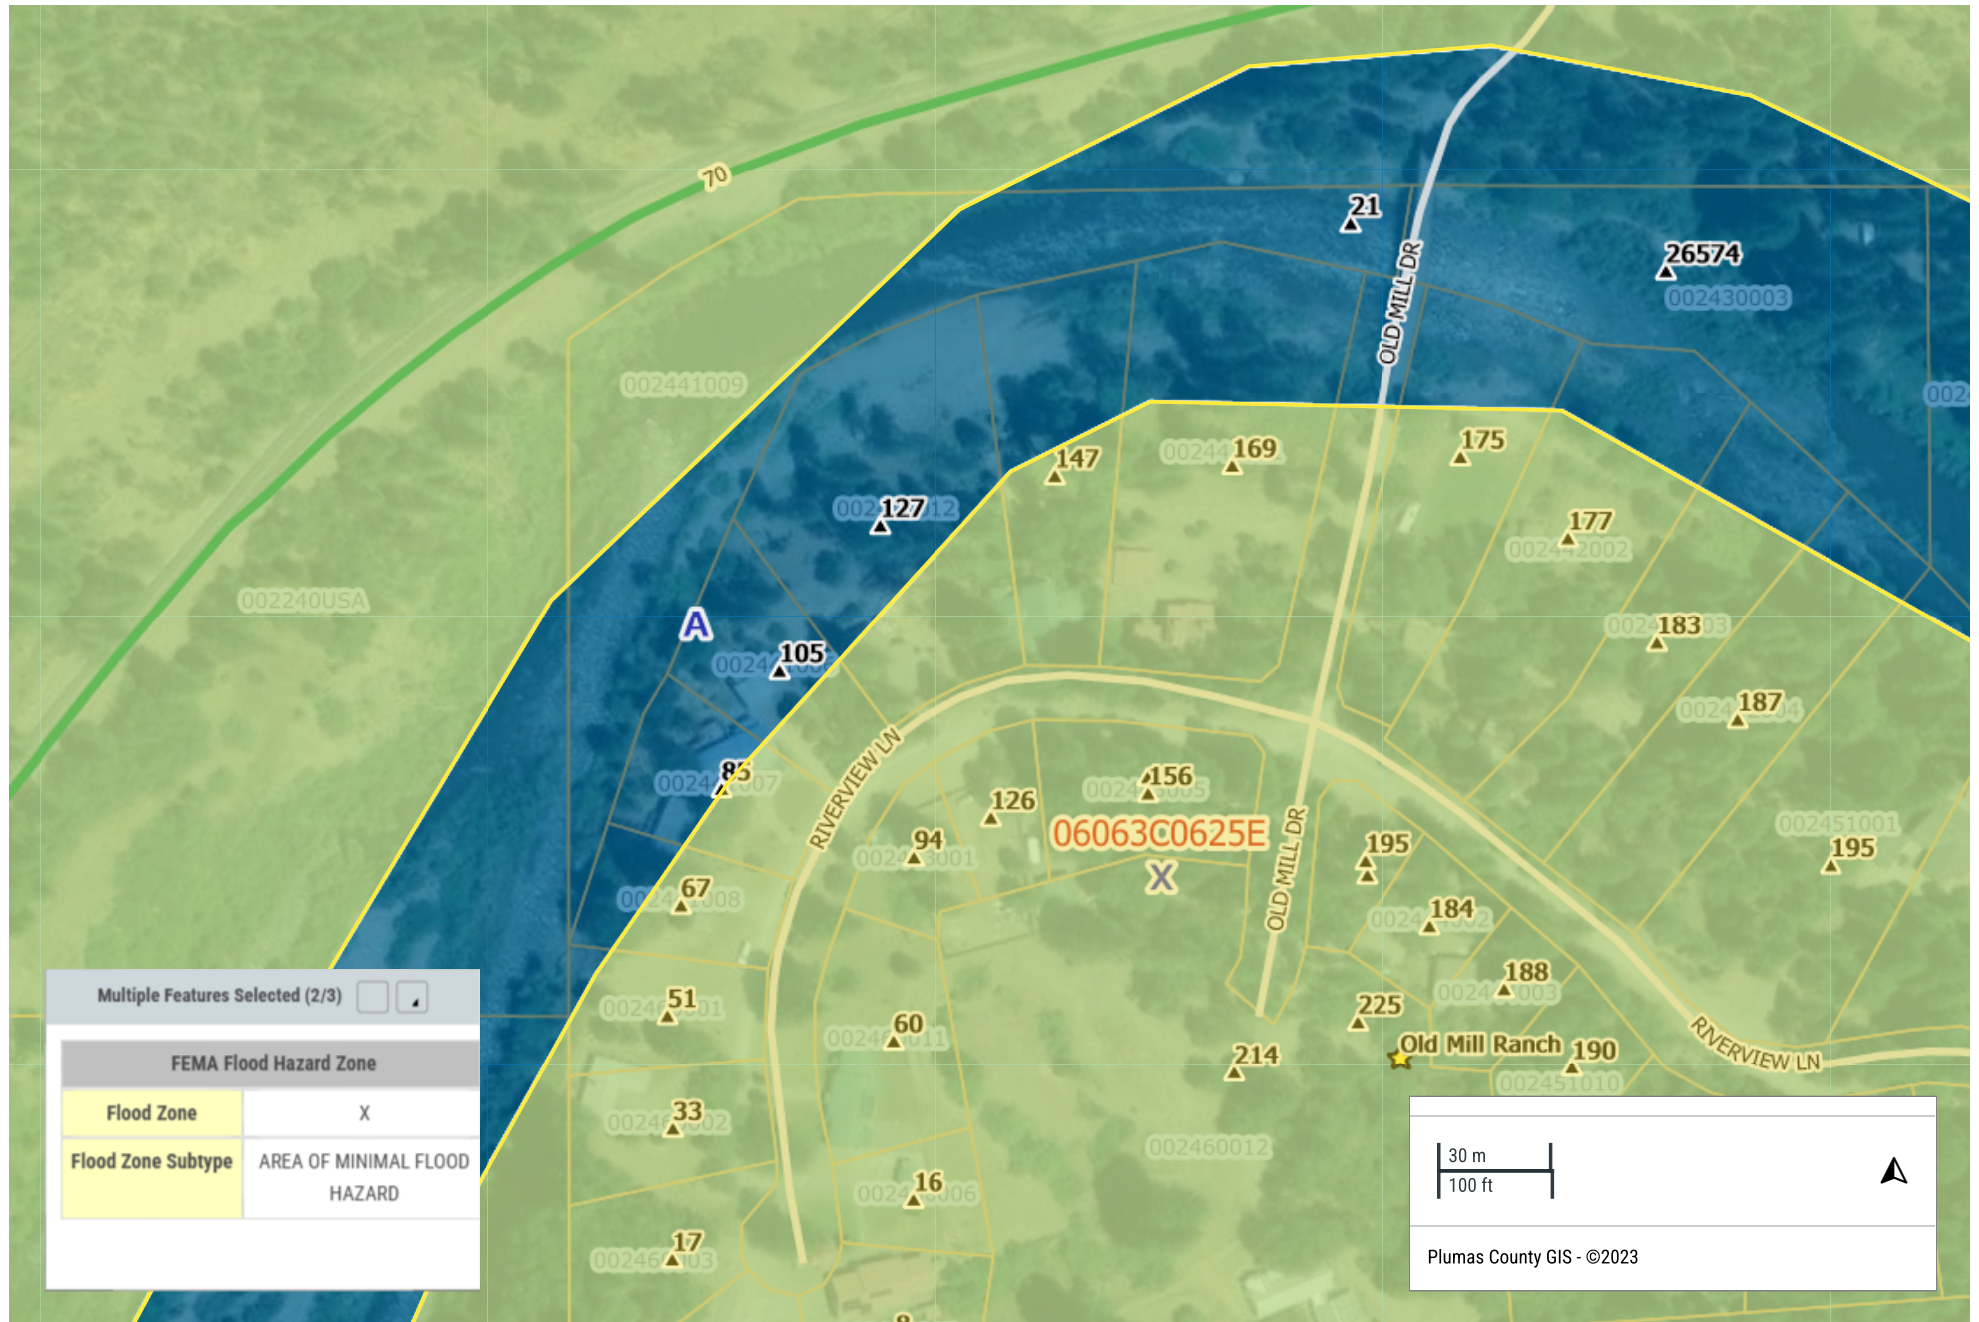 70
21
26574
002430003
OLD MILL DR
002441009
147
169
175
127
177
002442002
002240USA
A
105
183
187
85
RIVERVIEW LN
156
126
06063C0625E
X
94
OLD MILL DR
195
002451001
195
67
184
188
51
225
60
Old Mill Ranch
190
214
RIVERVIEW LN
002451010
33
002460012
16
17
Multiple Features Selected (2/3)
FEMA Flood Hazard Zone
Flood Zone X
Flood Zone Subtype AREA OF MINIMAL FLOOD
HAZARD
30 m
100 ft
Plumas County GIS - ©2023